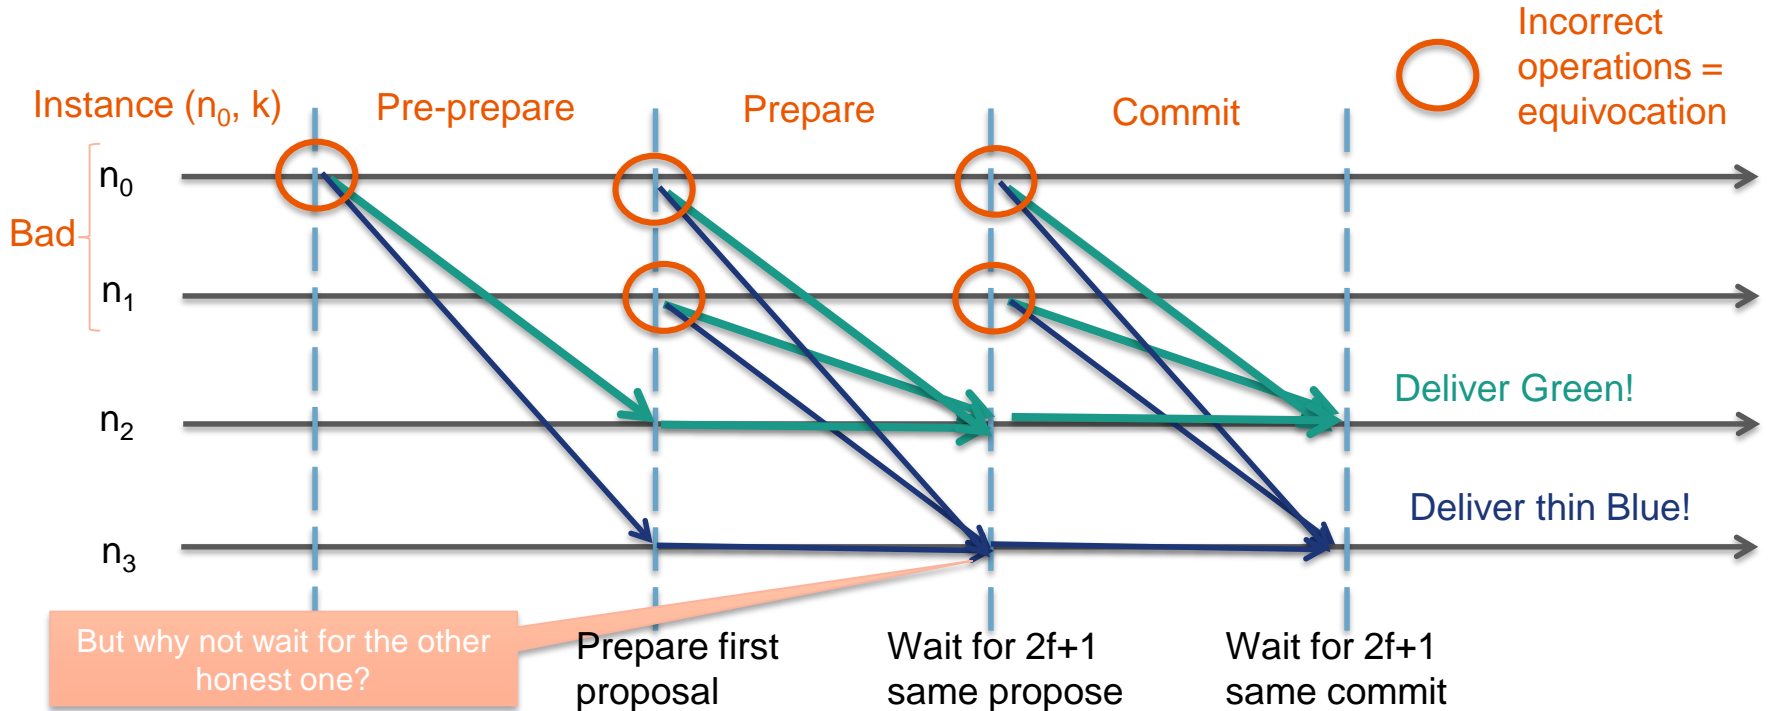 Incorrect
operations =
equivocation
Instance (n₀, k)
Pre-prepare
Prepare
Commit
n₀
Bad
n₁
n₂
Deliver Green!
n₃
Deliver thin Blue!
But why not wait for the other
honest one?
Prepare first
proposal
Wait for 2f+1
same propose
Wait for 2f+1
same commit